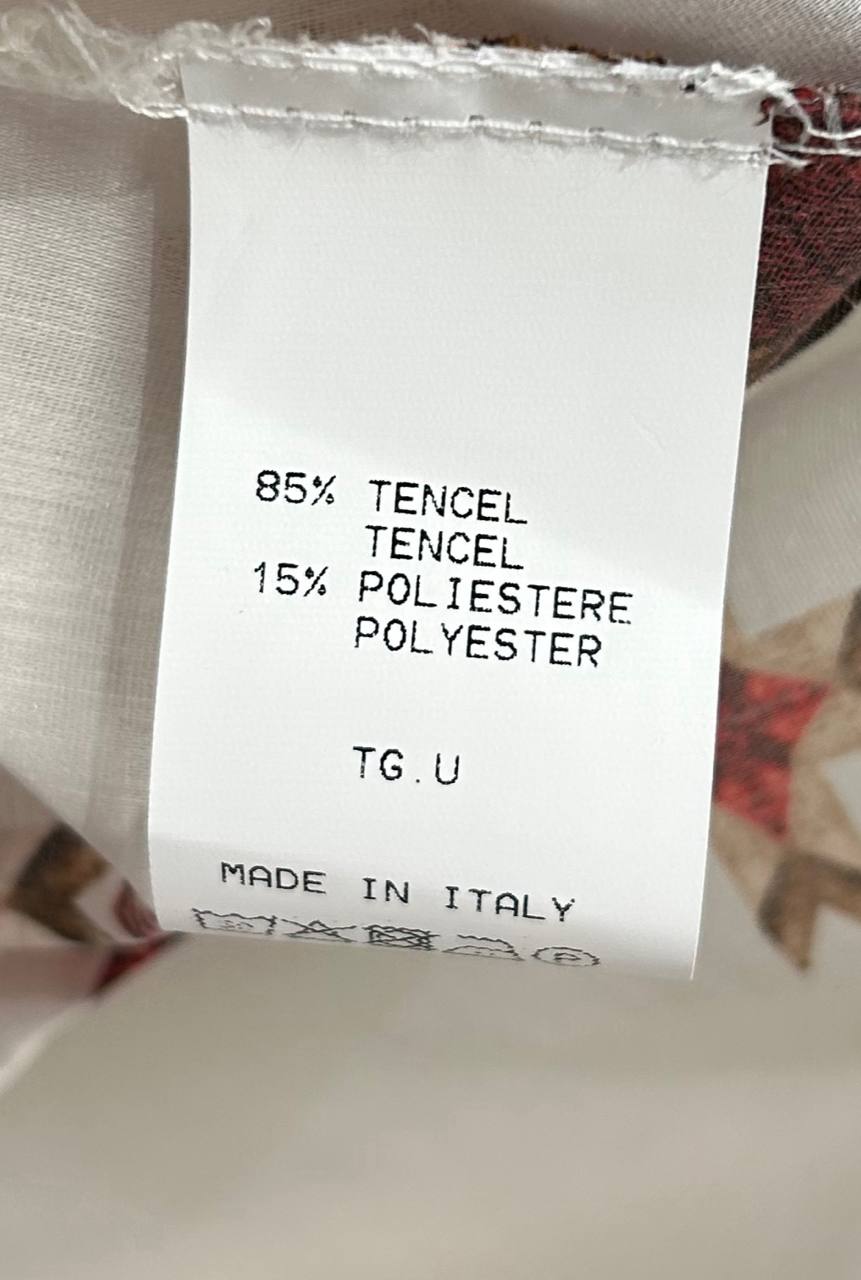 85% TENCEL
TENCEL
15% POLIESTERE
POLYESTER
TG.U
MADE IN ITALY